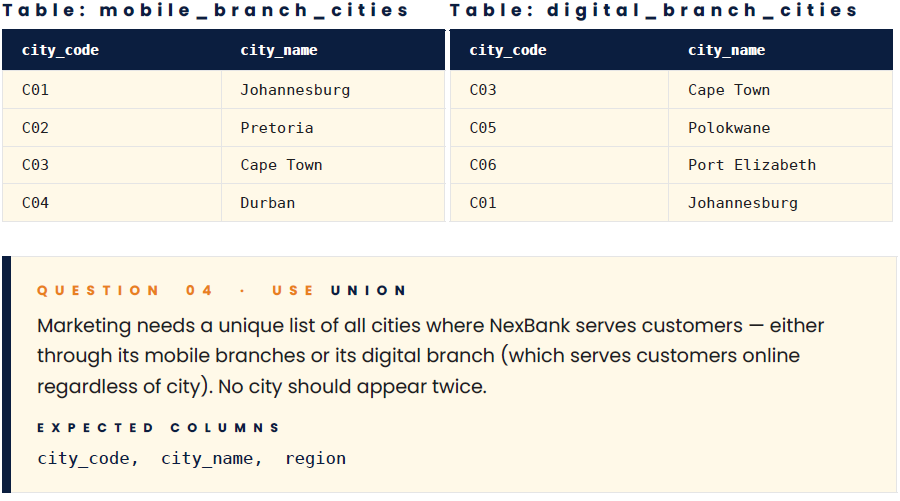 Table: mobile_branch_cities Table: digital_branch_cities
city_code city_name city_code city_name
C01 Johannesburg C03 Cape Town
C02 Pretoria C05 Polokwane
C03 Cape Town C06 Port Elizabeth
C04 Durban C01 Johannesburg
QUESTION 04 · USE UNION
Marketing needs a unique list of all cities where NexBank serves customers — either
through its mobile branches or its digital branch (which serves customers online
regardless of city). No city should appear twice.
EXPECTED COLUMNS
city_code, city_name, region